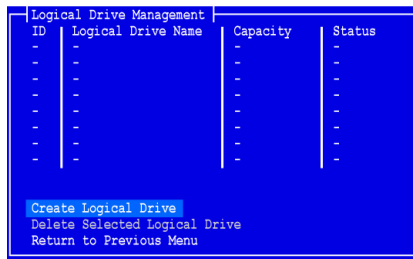 Logical Drive Management
ID Logical Drive Name Capacity Status
- - - -
- - - -
- - - -
- - - -
- - - -
- - - -
- - - -
Create Logical Drive
Delete Selected Logical Drive
Return to Previous Menu